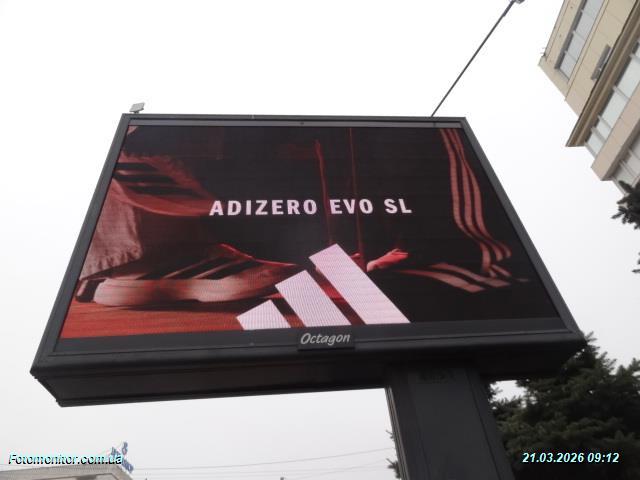 ADIZERO EVO SL
Octagon
Fotomonitor.com.ua
21.03.2026 09:12